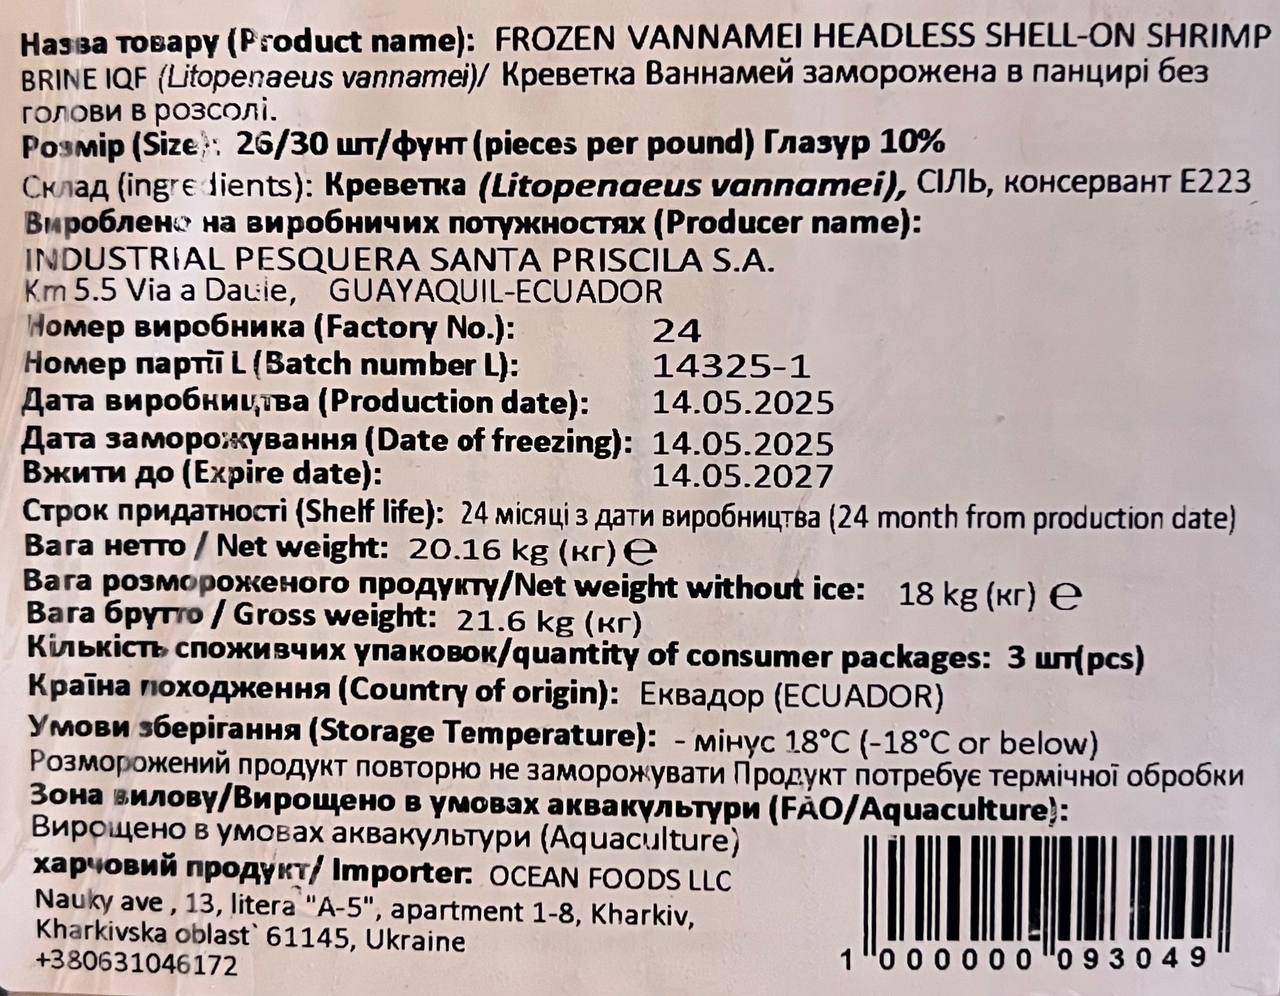 Назва товару (Product name): FROZEN VANNAMEI HEADLESS SHELL-ON SHRIMP
BRINE IQF (Litopenaeus vannamei)/ Креветка Ваннамей заморожена в панцирі без
голови в розсолі.
Розмір (Size): 26/30 шт/фунт (pieces per pound) Глазур 10%
Склад (ingredients): Креветка (Litopenaeus vannamei), СІЛЬ, консервант Е223
Вироблено на виробничих потужностях (Producer name):
INDUSTRIAL PESQUERA SANTA PRISCILA S.A.
Km 5.5 Via a Daule, GUAYAQUIL-ECUADOR
Номер виробника (Factory No.): 24
Номер партії L (Batch number L): 14325-1
Дата виробництва (Production date): 14.05.2025
Дата заморожування (Date of freezing): 14.05.2025
Вжити до (Expire date): 14.05.2027
Строк придатності (Shelf life): 24 місяці з дати виробництва (24 month from production date)
Вага нетто / Net weight: 20.16 kg (кг) ℮
Вага розмороженого продукту/Net weight without ice: 18 kg (кг) ℮
Вага брутто / Gross weight: 21.6 kg (кг)
Кількість споживчих упаковок/quantity of consumer packages: 3 шт(pcs)
Країна походження (Country of origin): Еквадор (ECUADOR)
Умови зберігання (Storage Temperature): - мінус 18°C (-18°C or below)
Розморожений продукт повторно не заморожувати Продукт потребує термічної обробки
Зона вилову/Вирощено в умовах аквакультури (FAO/Aquaculture):
Вирощено в умовах аквакультури (Aquaculture)
харчовий продукт/ Importer: OCEAN FOODS LLC
Nauky ave , 13, litera "A-5", apartment 1-8, Kharkiv,
Kharkivska oblast` 61145, Ukraine
+380631046172
1 000000 093049